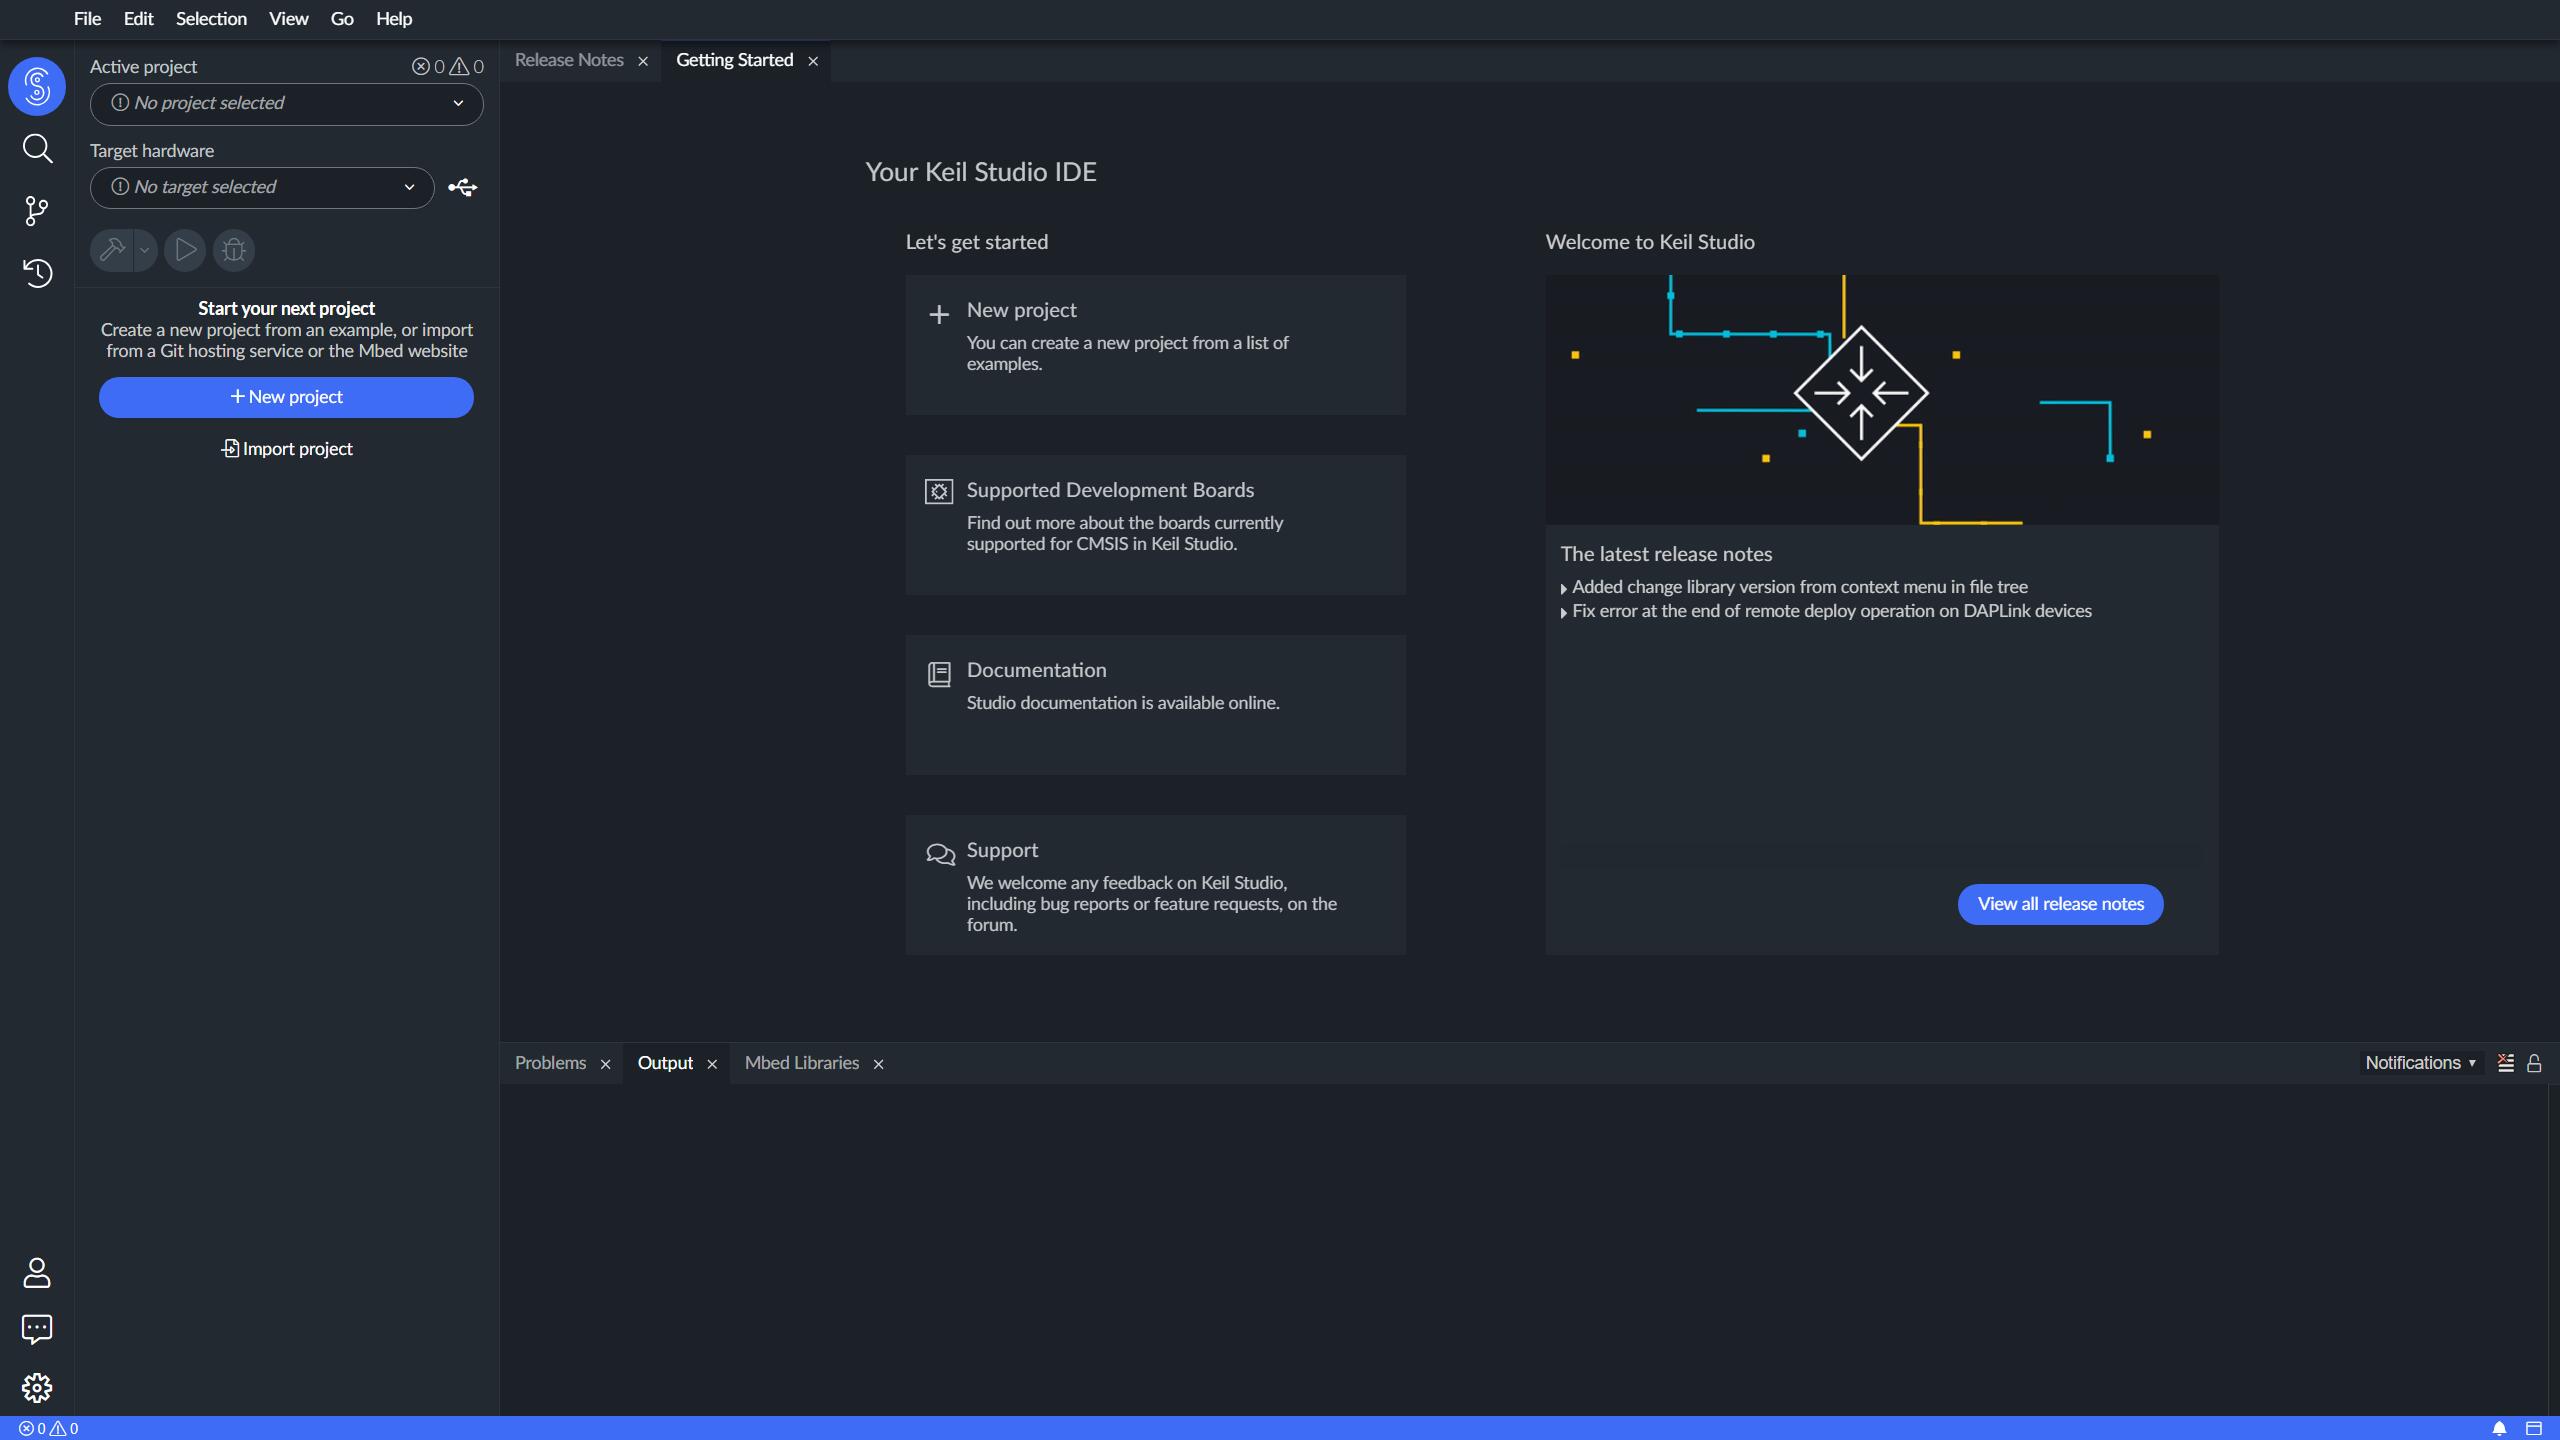 File Edit Selection View Go Help
Active project 0 0
No project selected
Target hardware
No target selected
Start your next project
Create a new project from an example, or import
from a Git hosting service or the Mbed website
New project
Import project
Release Notes Getting Started
Your Keil Studio IDE
Let's get started
New project
You can create a new project from a list of
examples.
Supported Development Boards
Find out more about the boards currently
supported for CMSIS in Keil Studio.
Documentation
Studio documentation is available online.
Support
We welcome any feedback on Keil Studio,
including bug reports or feature requests, on the
forum.
Welcome to Keil Studio
The latest release notes
Added change library version from context menu in file tree
Fix error at the end of remote deploy operation on DAPLink devices
View all release notes
Problems Output Mbed Libraries Notifications
0 0